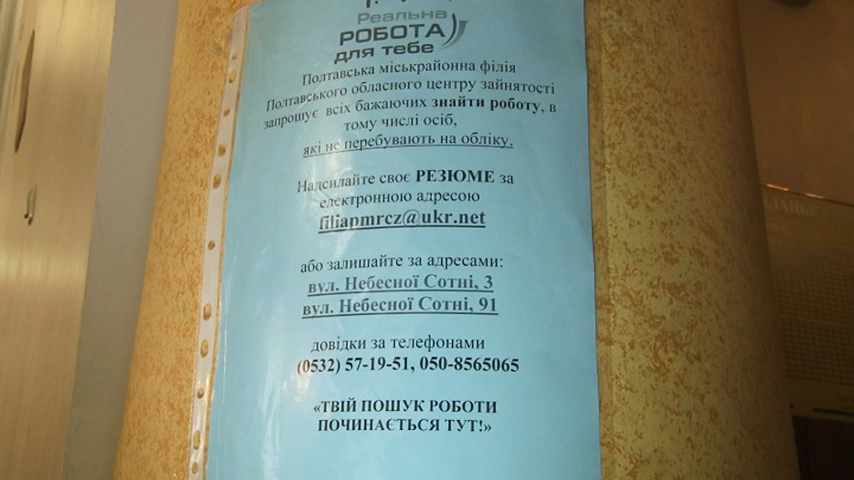 Реальна
РОБОТА
для тебе
Полтавська міськрайонна філія
Полтавського обласного центру зайнятості
запрошує всіх бажаючих знайти роботу, в
тому числі осіб,
які не перебувають на обліку.
Надсилайте своє РЕЗЮМЕ за
електронною адресою
filiapmrcz@ukr.net
або залишайте за адресами:
вул. Небесної Сотні, 3
вул. Небесної Сотні, 91
довідки за телефонами
(0532) 57-19-51, 050-8565065
«ТВІЙ ПОШУК РОБОТИ
ПОЧИНАЄТЬСЯ ТУТ!»